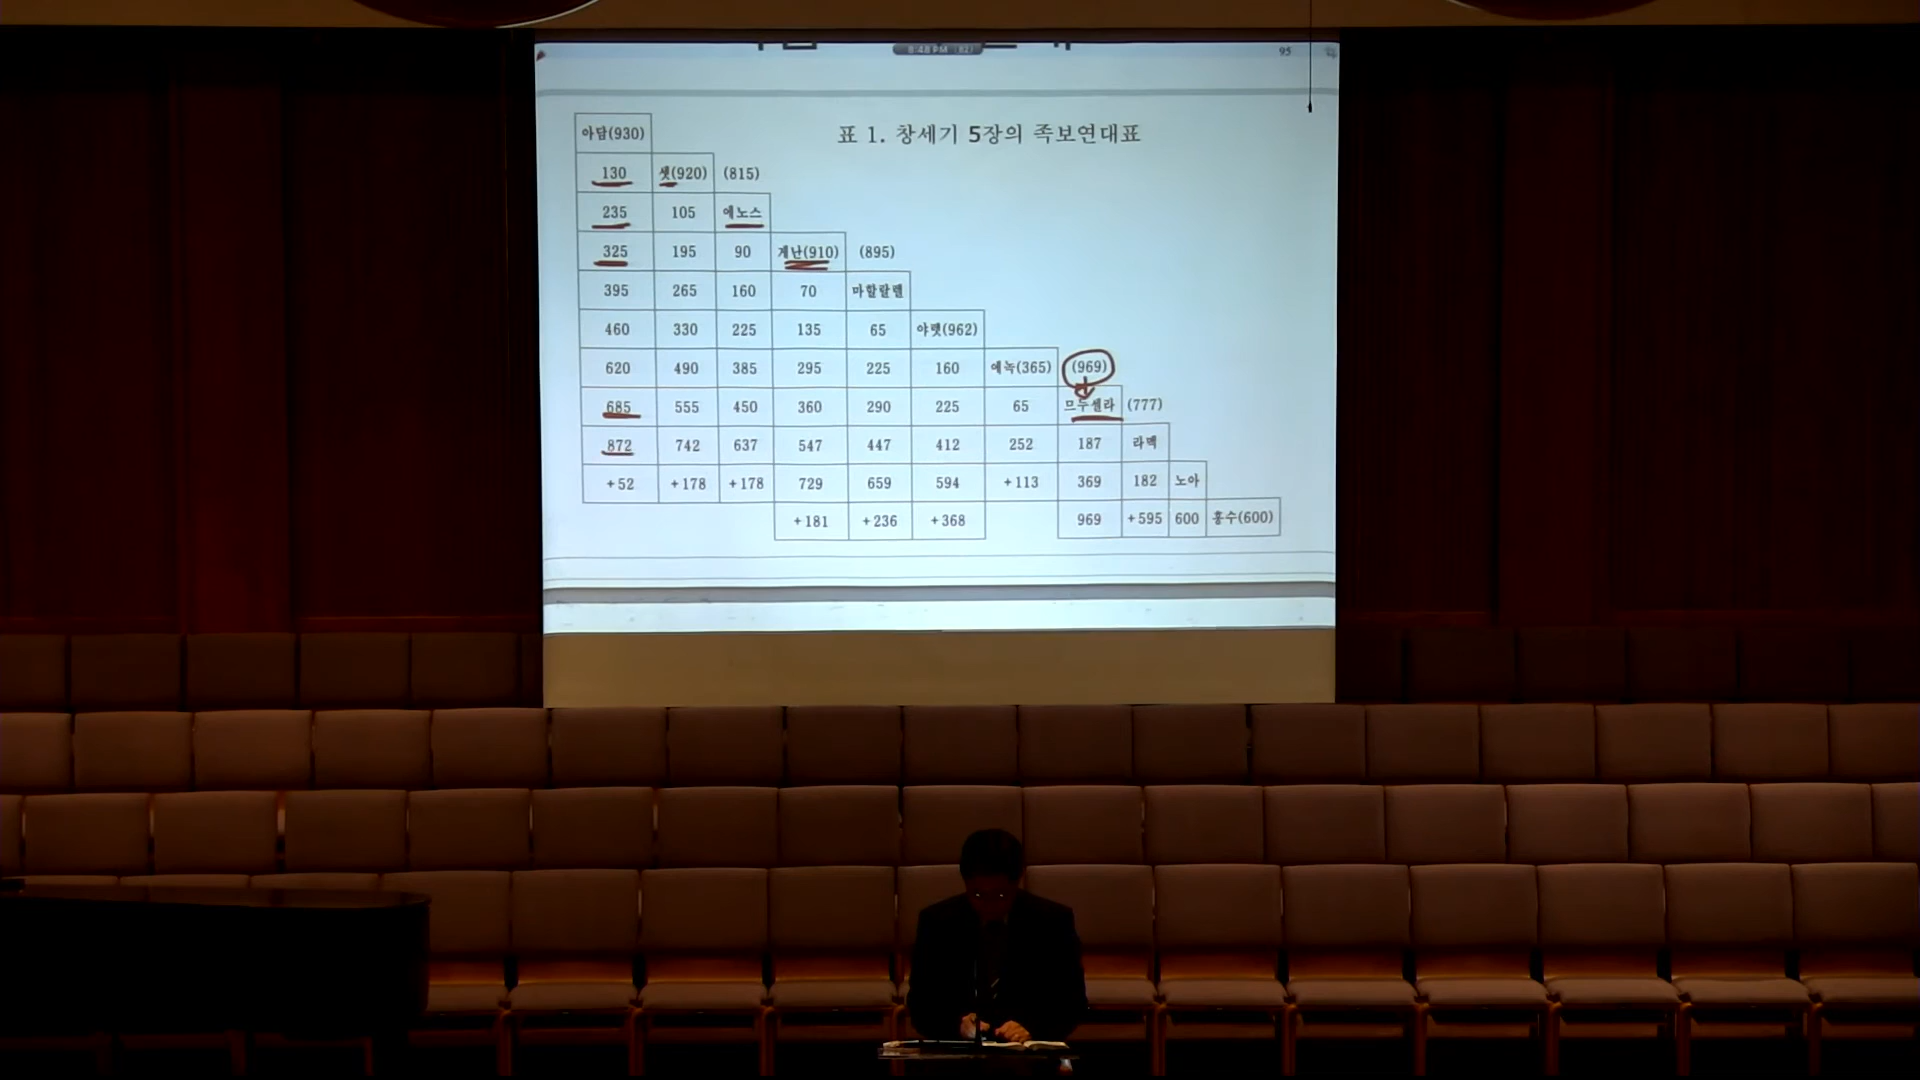 8:48 PM (82)
95
표 1. 창세기 5장의 족보연대표
아담(930)
130 셋(920) (815)
235 105 에노스
325 195 90 게난(910) (895)
395 265 160 70 마할랄렐
460 330 225 135 65 야렛(962)
620 490 385 295 225 160 에녹(365) (969)
685 555 450 360 290 225 65 므두셀라 (777)
872 742 637 547 447 412 252 187 라멕
+52 +178 +178 729 659 594 +113 369 182 노아
+181 +236 +368 969 +595 600 홍수(600)